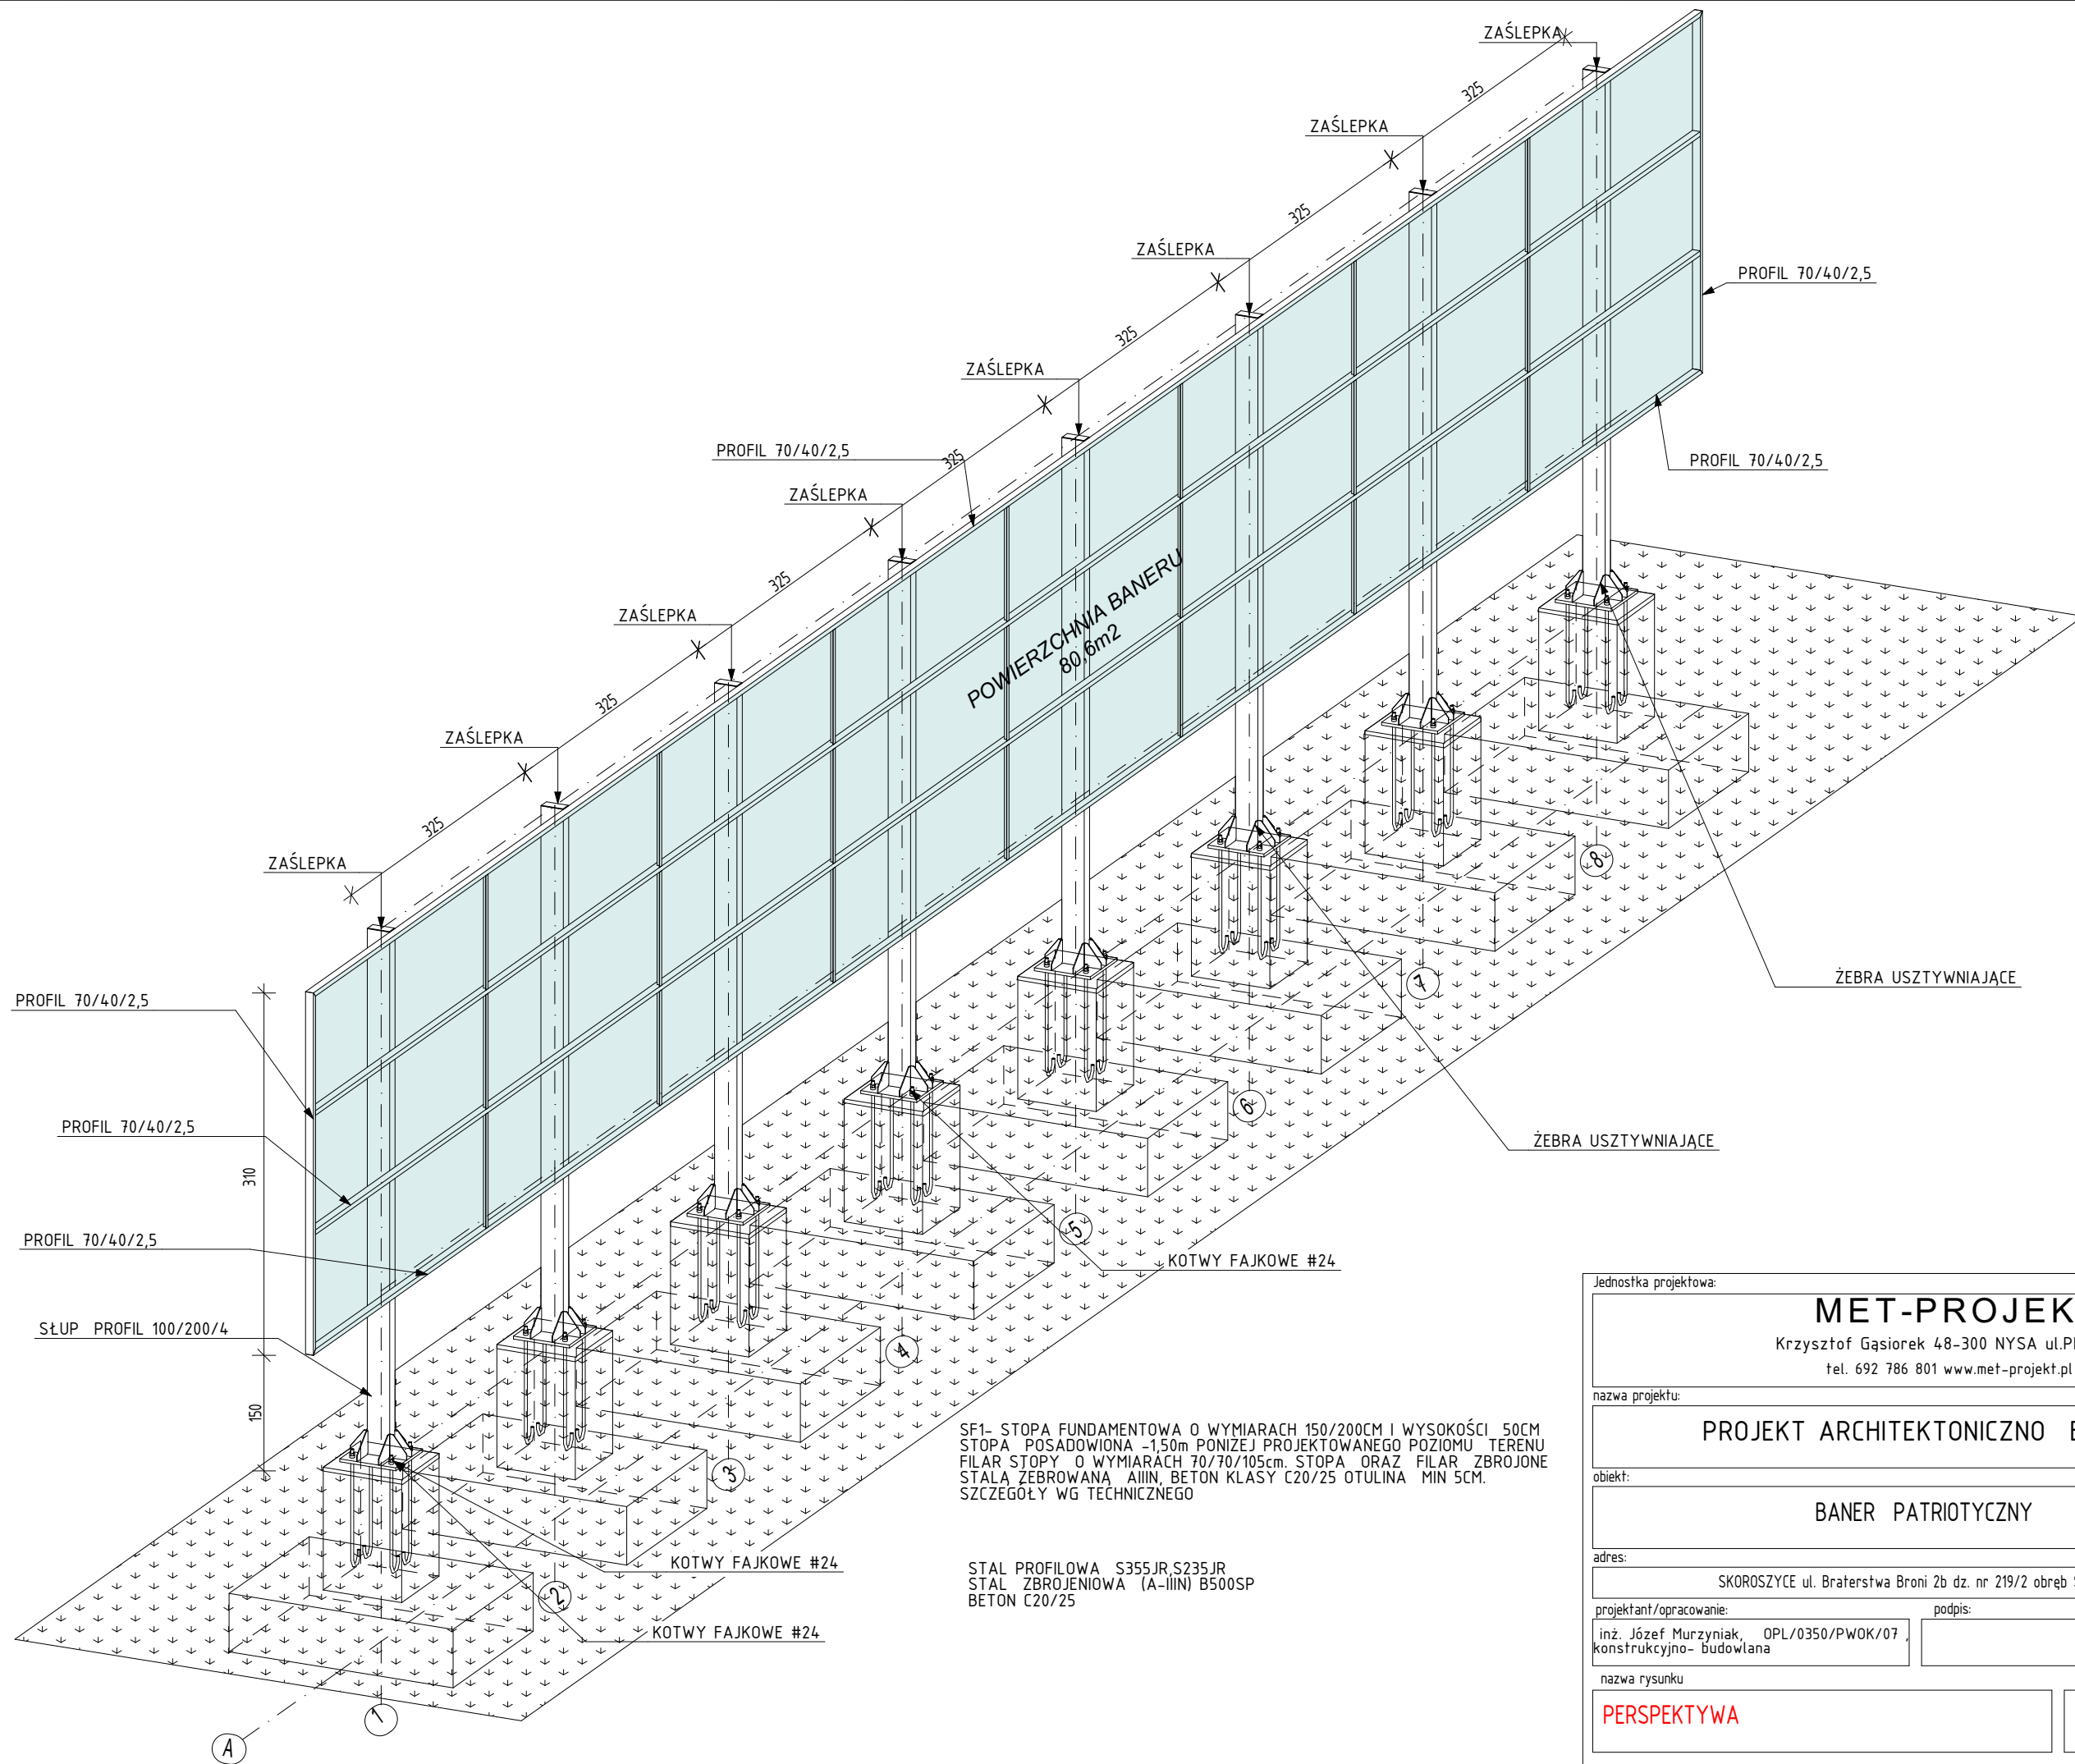 ZAŚLEPKA
325
ZAŚLEPKA
325
ZAŚLEPKA
PROFIL 70/40/2,5
325
ZAŚLEPKA
PROFIL 70/40/2,5
325
PROFIL 70/40/2,5
ZAŚLEPKA
POWIERZCHNIA BANERU
80,6m2
325
ZAŚLEPKA
325
ZAŚLEPKA
325
ZAŚLEPKA
8
ŻEBRA USZTYWNIAJĄCE
7
PROFIL 70/40/2,5
6
PROFIL 70/40/2,5
ŻEBRA USZTYWNIAJĄCE
310
5
PROFIL 70/40/2,5
KOTWY FAJKOWE #24
SŁUP PROFIL 100/200/4
4
150
3
SF1- STOPA FUNDAMENTOWA O WYMIARACH 150/200CM I WYSOKOŚCI 50CM
STOPA POSADOWIONA -1,50m PONIŻEJ PROJEKTOWANEGO POZIOMU TERENU
FILAR STOPY O WYMIARACH 70/70/105cm. STOPA ORAZ FILAR ZBROJONE
STALĄ ŻEBROWANĄ AIIIN, BETON KLASY C20/25 OTULINA MIN 5CM.
SZCZEGÓŁY WG TECHNICZNEGO
KOTWY FAJKOWE #24
STAL PROFILOWA S355JR,S235JR
STAL ZBROJENIOWA (A-IIIN) B500SP
BETON C20/25
2
KOTWY FAJKOWE #24
1
A
Jednostka projektowa:
MET-PROJEK
Krzysztof Gąsiorek 48-300 NYSA
tel. 692 786 801 www.met-projekt.pl
nazwa projektu:
PROJEKT ARCHITEKTONICZNO
obiekt:
BANER PATRIOTYCZNY
adres:
SKOROSZYCE ul. Braterstwa Broni 2b dz. nr 219/2 obręb
projektant/opracowanie:
podpis:
inż. Józef Murzyniak, OPL/0350/PWOK/07 ,
konstrukcyjno- budowlana
nazwa rysunku
PERSPEKTYWA